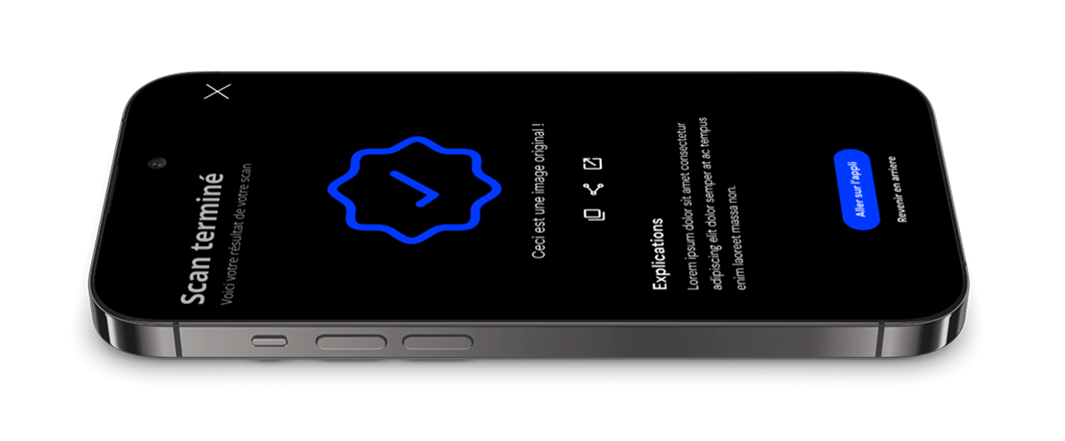 Scan terminé
Voici votre résultat de votre scan
Ceci est une image original !
Explications
Lorem ipsum dolor sit amet consectetur
adipiscing elit dolor semper at ac tempus
enim laoreet massa non.
Aller sur l'appli
Revenir en arriere